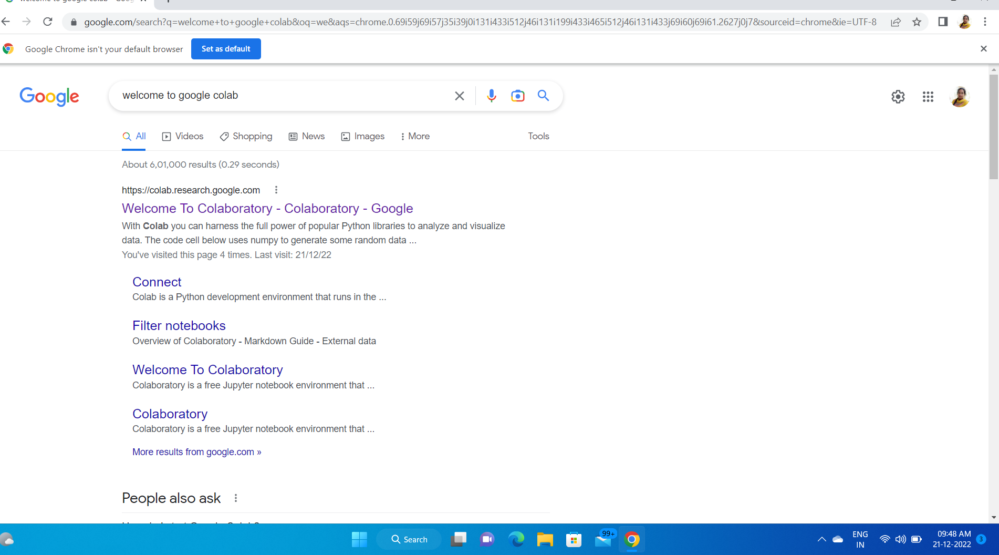 google.com/search?q=welcome+to+google+colab&oq=we&aqs=chrome.0.69i59j69i57j35i39j0i131i433i512j46i131i199i433i465i512j46i131i433j69i60j69i61.2627j0j7&sourceid=chrome&ie=UTF-8
Google Chrome isn't your default browser Set as default
Google welcome to google colab
All Videos Shopping News Images More Tools
About 6,01,000 results (0.29 seconds)
https://colab.research.google.com
Welcome To Colaboratory - Colaboratory - Google
With Colab you can harness the full power of popular Python libraries to analyze and visualize
data. The code cell below uses numpy to generate some random data ...
You've visited this page 4 times. Last visit: 21/12/22
Connect
Colab is a Python development environment that runs in the ...
Filter notebooks
Overview of Colaboratory - Markdown Guide - External data
Welcome To Colaboratory
Colaboratory is a free Jupyter notebook environment that ...
Colaboratory
Colaboratory is a free Jupyter notebook environment that ...
More results from google.com »
People also ask
Search 99+ ENG 09:48 AM
IN 21-12-2022 3